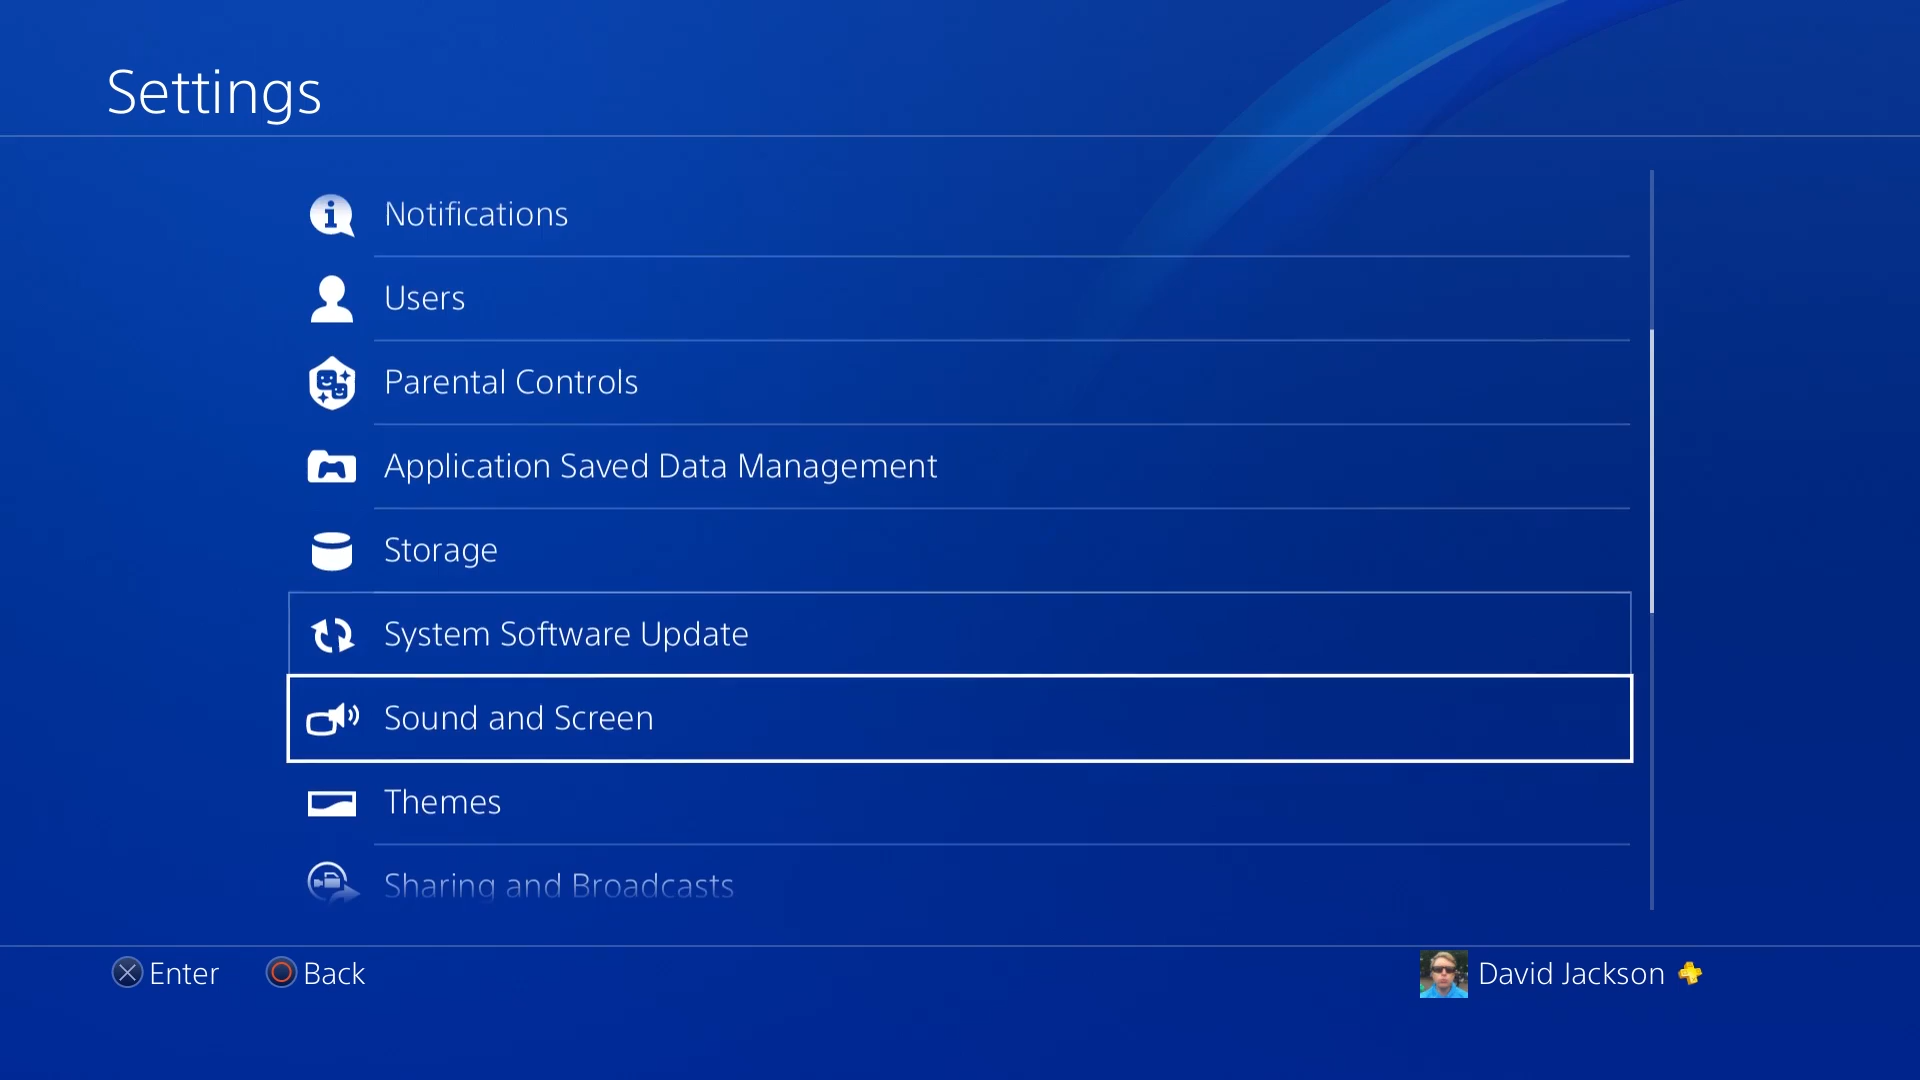 Settings
Notifications
Users
Parental Controls
Application Saved Data Management
Storage
System Software Update
Sound and Screen
Themes
Sharing and Broadcasts
Enter Back David Jackson